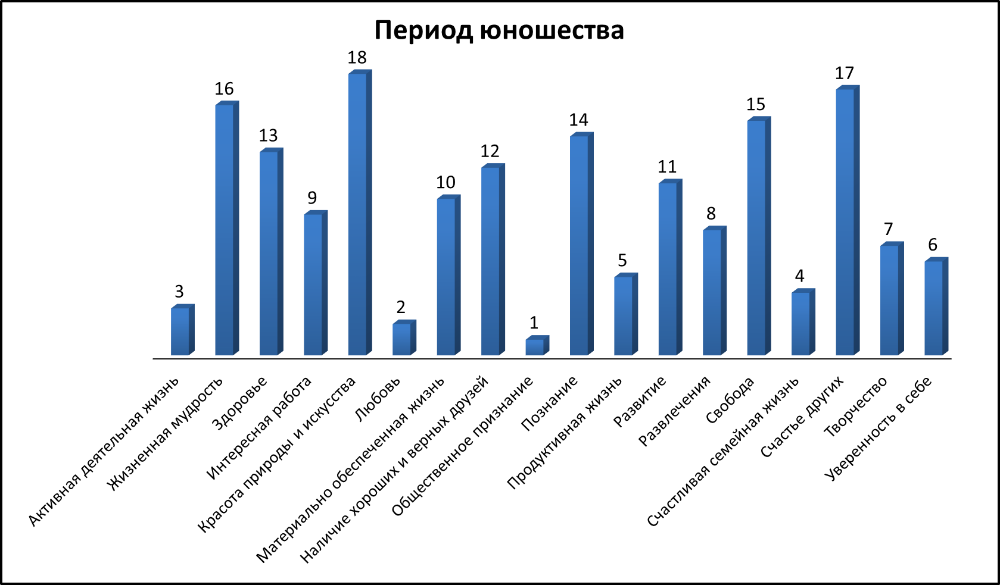 Период юношества
3
16
13
9
18
2
10
12
1
14
5
11
8
15
4
17
7
6
Активная деятельная жизнь
Жизненная мудрость
Здоровье
Интересная работа
Красота природы и искусства
Любовь
Материально обеспеченная жизнь
Наличие хороших и верных друзей
Общественное признание
Познание
Продуктивная жизнь
Развитие
Развлечения
Свобода
Счастливая семейная жизнь
Счастье других
Творчество
Уверенность в себе